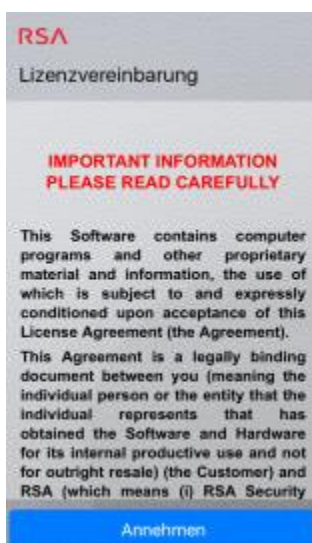 RSA
Lizenzvereinbarung
IMPORTANT INFORMATION
PLEASE READ CAREFULLY
This Software contains computer
programs and other proprietary
material and information, the use of
which is subject to and expressly
conditioned upon acceptance of this
License Agreement (the Agreement).
This Agreement is a legally binding
document between you (meaning the
individual person or the entity that the
individual represents that has
obtained the Software and Hardware
for its internal productive use and not
for outright resale) (the Customer) and
RSA (which means (i) RSA Security
Annehmen